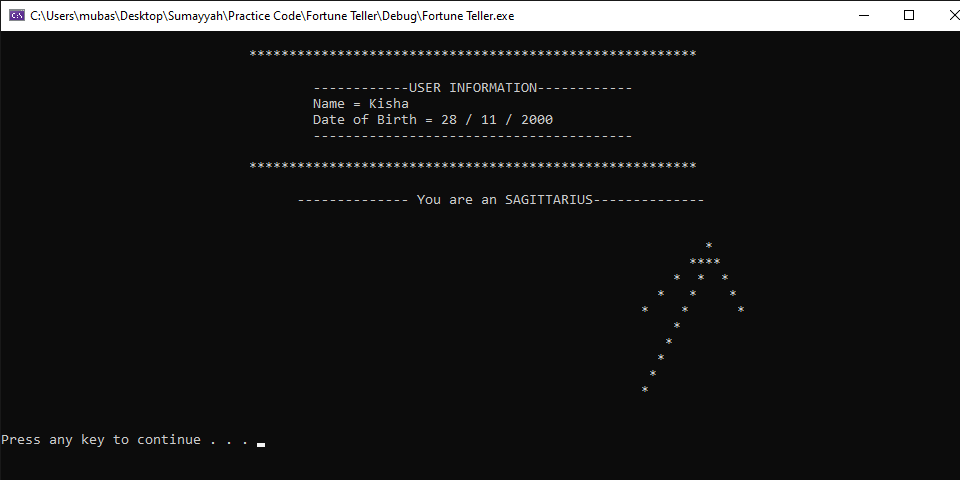 C:\Users\mubas\Desktop\Sumayyah\Practice Code\Fortune Teller\Debug\Fortune Teller.exe
********************************************************
------------USER INFORMATION------------
Name = Kisha
Date of Birth = 28 / 11 / 2000
----------------------------------------
********************************************************
-------------- You are an SAGITTARIUS--------------
*
****
*  *  *
*   *    *
*    *      *
*
*
*
*
*
Press any key to continue . . .